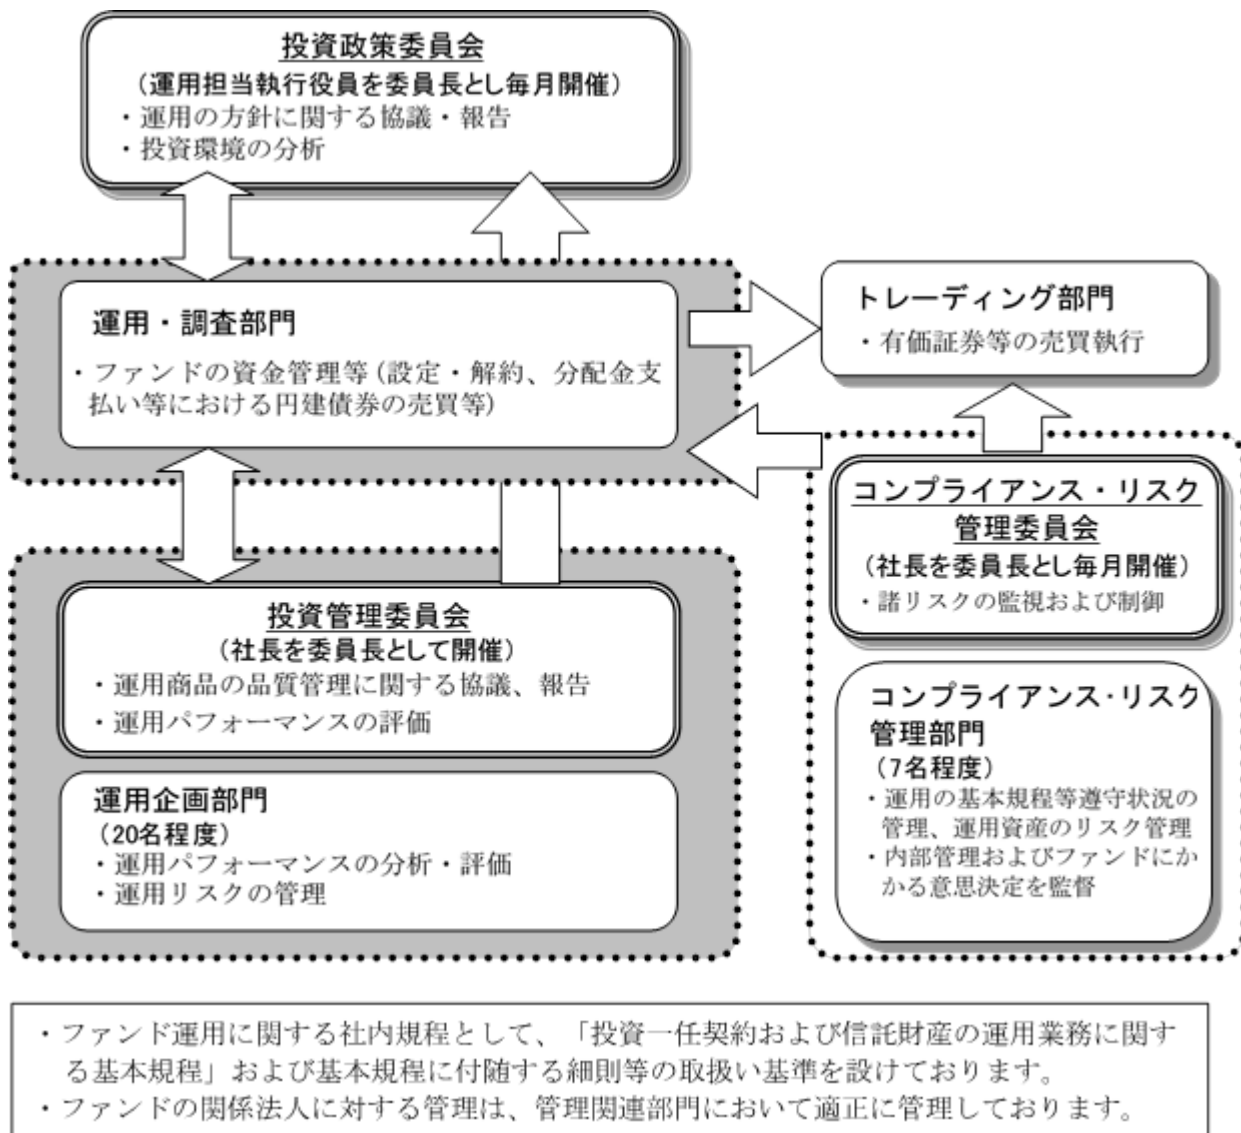 投資政策委員会
（運用担当執行役員を委員長とし毎月開催）
・運用の方針に関する協議・報告
・投資環境の分析
運用・調査部門
・ファンドの資金管理等（設定・解約、分配金支
払い等における円建債券の売買等）
トレーディング部門
・有価証券等の売買執行
投資管理委員会
（社長を委員長として開催）
・運用商品の品質管理に関する協議、報告
・運用パフォーマンスの評価
運用企画部門
（20名程度）
・運用パフォーマンスの分析・評価
・運用リスクの管理
コンプライアンス・リスク
管理委員会
（社長を委員長とし毎月開催）
・諸リスクの監視および制御
コンプライアンス・リスク
管理部門
（7名程度）
・運用の基本規程等遵守状況の
管理、運用資産のリスク管理
・内部管理およびファンドにか
かる意思決定を監督
・ファンド運用に関する社内規程として、「投資一任契約および信託財産の運用業務に関す
る基本規程」および基本規程に付随する細則等の取扱い基準を設けております。
・ファンドの関係法人に対する管理は、管理関連部門において適正に管理しております。